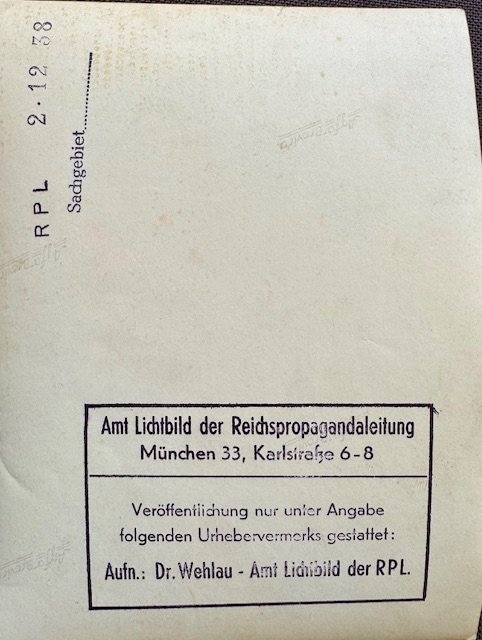 RPL 2·12 38
Sachgebiet
Amt Lichtbild der Reichspropagandaleitung
München 33, Karlstraße 6-8
Veröffentlichung nur unter Angabe
folgenden Urhebervermerks gestattet:
Aufn.: Dr. Wehlau - Amt Lichtbild der RPL.